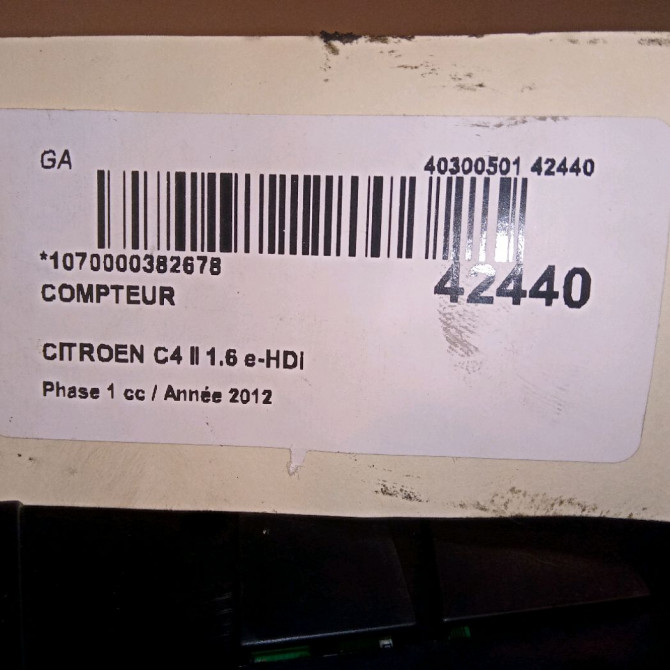 GA
40300501 42440
*1070000382678
42440
COMPTEUR
CITROEN C4 II 1.6 e-HDi
Phase 1 cc / Année 2012